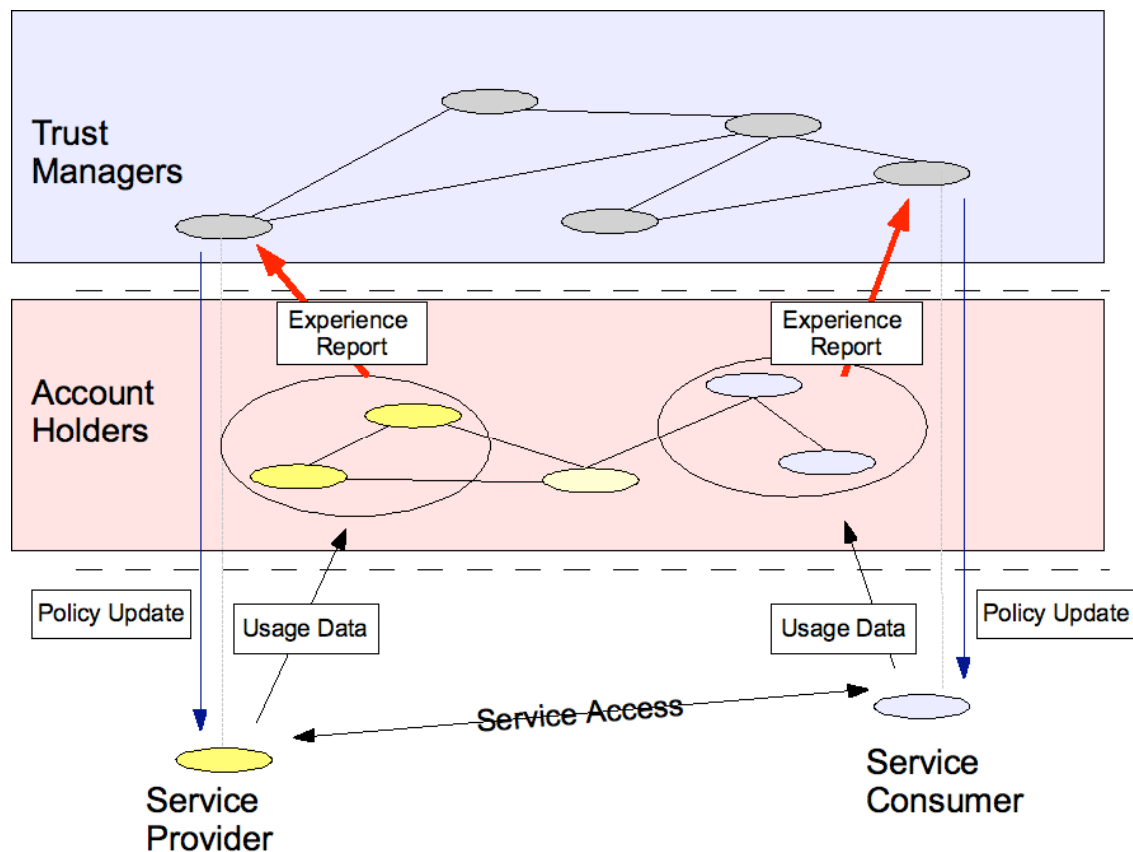 Trust
Managers
Experience
Report
Experience
Report
Account
Holders
Policy Update
Usage Data
Usage Data
Policy Update
Service Access
Service
Provider
Service
Consumer